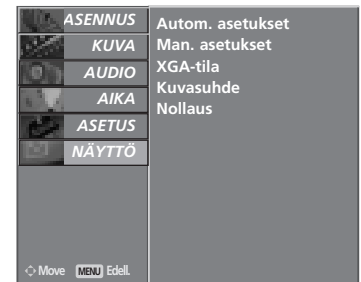 ASENNUS
KUVA
AUDIO
AIKA
ASETUS
NÄYTTÖ
Autom. asetukset
Man. asetukset
XGA-tila
Kuvasuhde
Nollaus
Move MENU Edell.